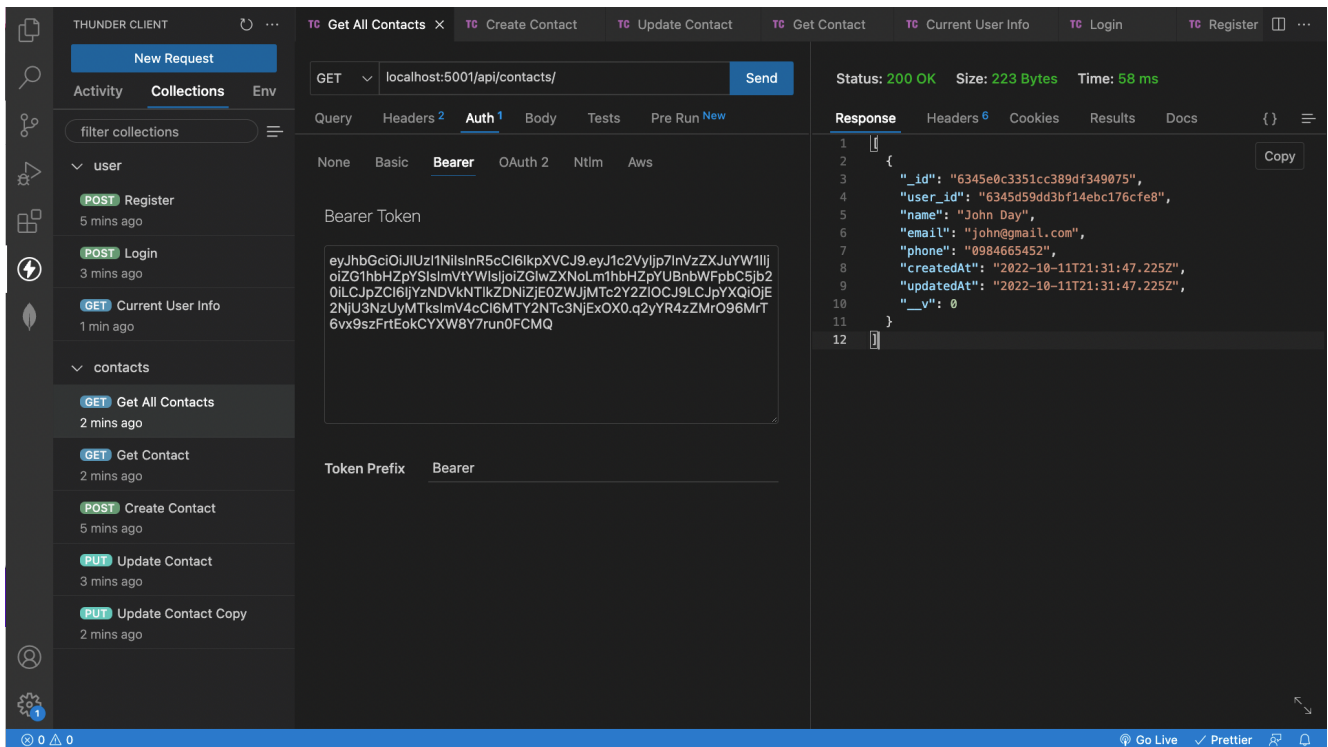 THUNDER CLIENT
New Request
Activity Collections Env
filter collections
user
POST Register
5 mins ago
POST Login
3 mins ago
GET Current User Info
1 min ago
contacts
GET Get All Contacts
2 mins ago
GET Get Contact
2 mins ago
POST Create Contact
5 mins ago
PUT Update Contact
3 mins ago
PUT Update Contact Copy
2 mins ago
1
TC Get All Contacts TC Create Contact TC Update Contact TC Get Contact TC Current User Info TC Login TC Register
GET localhost:5001/api/contacts/ Send
Query Headers 2 Auth 1 Body Tests Pre Run New
None Basic Bearer OAuth 2 Ntlm Aws
Bearer Token
Token Prefix Bearer
Status: 200 OK Size: 223 Bytes Time: 58 ms
Response Headers 6 Cookies Results Docs {}
Copy
1 [
2 {
3 "_id": "6345e0c3351cc389df349075",
4 "user_id": "6345d59dd3bf14ebc176cfe8",
5 "name": "John Day",
6 "email": "john@gmail.com",
7 "phone": "0984665452",
8 "createdAt": "2022-10-11T21:31:47.225Z",
9 "updatedAt": "2022-10-11T21:31:47.225Z",
10 "__v": 0
11 }
12 ]
0 0 Go Live Prettier